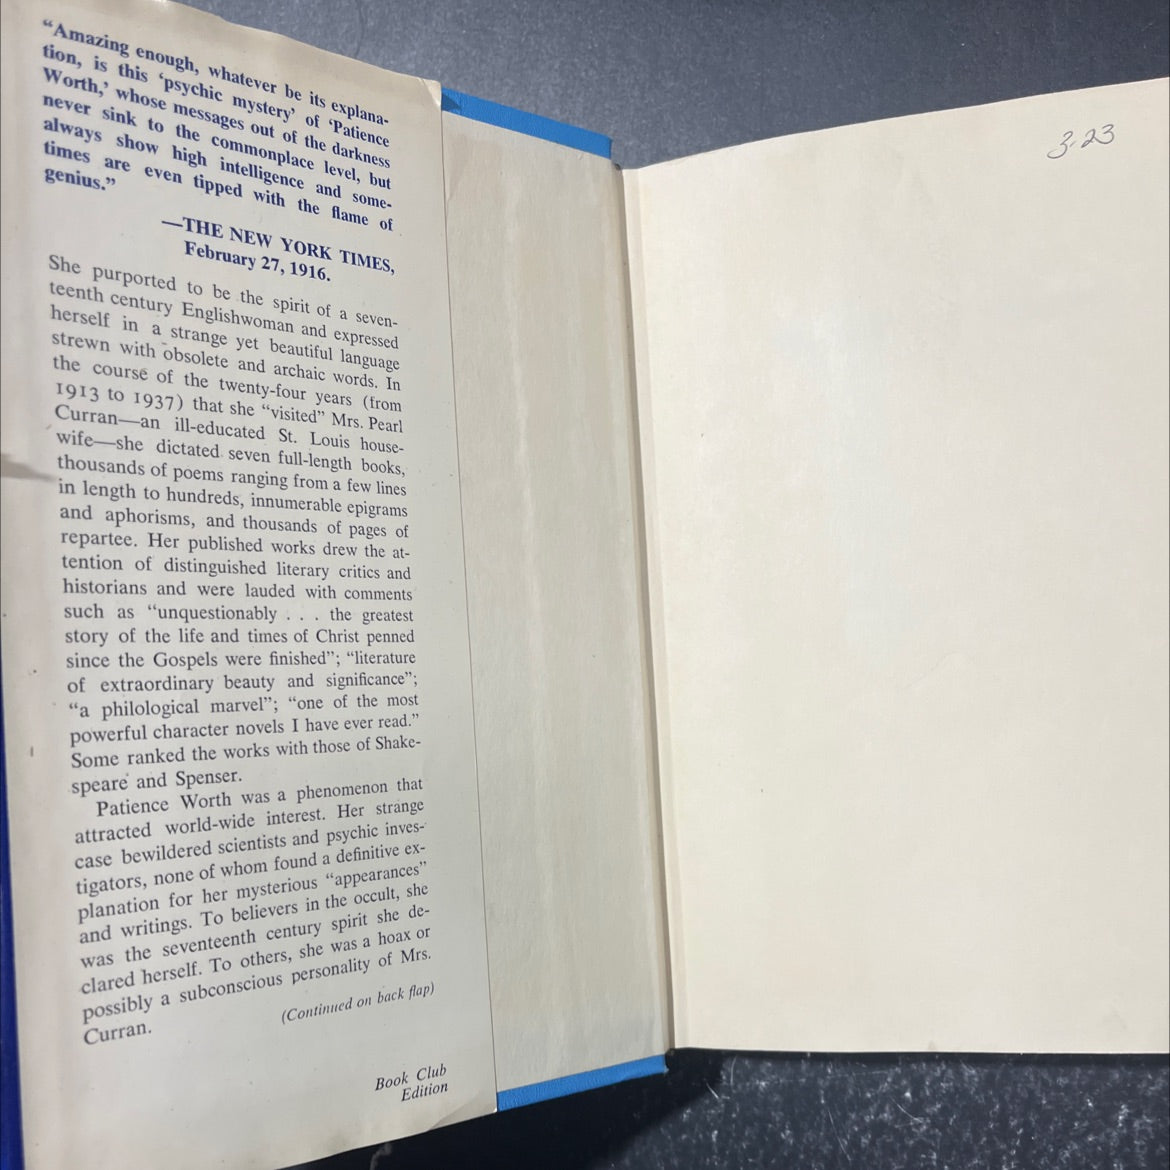 “Amazing enough, whatever be its explana-
tion, is this ‘psychic mystery’ of ‘Patience
Worth,’ whose messages out of the darkness
never sink to the commonplace level, but
always show high intelligence and some-
times are even tipped with the flame of
genius.”
—THE NEW YORK TIMES,
February 27, 1916.
She purported to be the spirit of a seven-
teenth century Englishwoman and expressed
herself in a strange yet beautiful language
strewn with obsolete and archaic words. In
the course of the twenty-four years (from
1913 to 1937) that she “visited” Mrs. Pearl
Curran—an ill-educated St. Louis house-
wife—she dictated seven full-length books,
thousands of poems ranging from a few lines
in length to hundreds, innumerable epigrams
and aphorisms, and thousands of pages of
repartee. Her published works drew the at-
tention of distinguished literary critics and
historians and were lauded with comments
such as “unquestionably . . . the greatest
story of the life and times of Christ penned
since the Gospels were finished”; “literature
of extraordinary beauty and significance”;
“a philological marvel”; “one of the most
powerful character novels I have ever read.”
Some ranked the works with those of Shake-
speare and Spenser.
Patience Worth was a phenomenon that
attracted world-wide interest. Her strange
case bewildered scientists and psychic inves-
tigators, none of whom found a definitive ex-
planation for her mysterious “appearances”
and writings. To believers in the occult, she
was the seventeenth century spirit she de-
clared herself. To others, she was a hoax or
possibly a subconscious personality of Mrs.
Curran.
(Continued on back flap)
Book Club
Edition
3-23